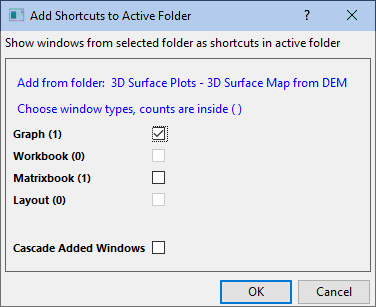 Add Shortcuts to Active Folder
?
Show windows from selected folder as shortcuts in active folder
Add from folder: 3D Surface Plots - 3D Surface Map from DEM
Choose window types, counts are inside ( )
Graph (1)
Workbook (0)
Matrixbook (1)
Layout (0)
Cascade Added Windows
OK Cancel